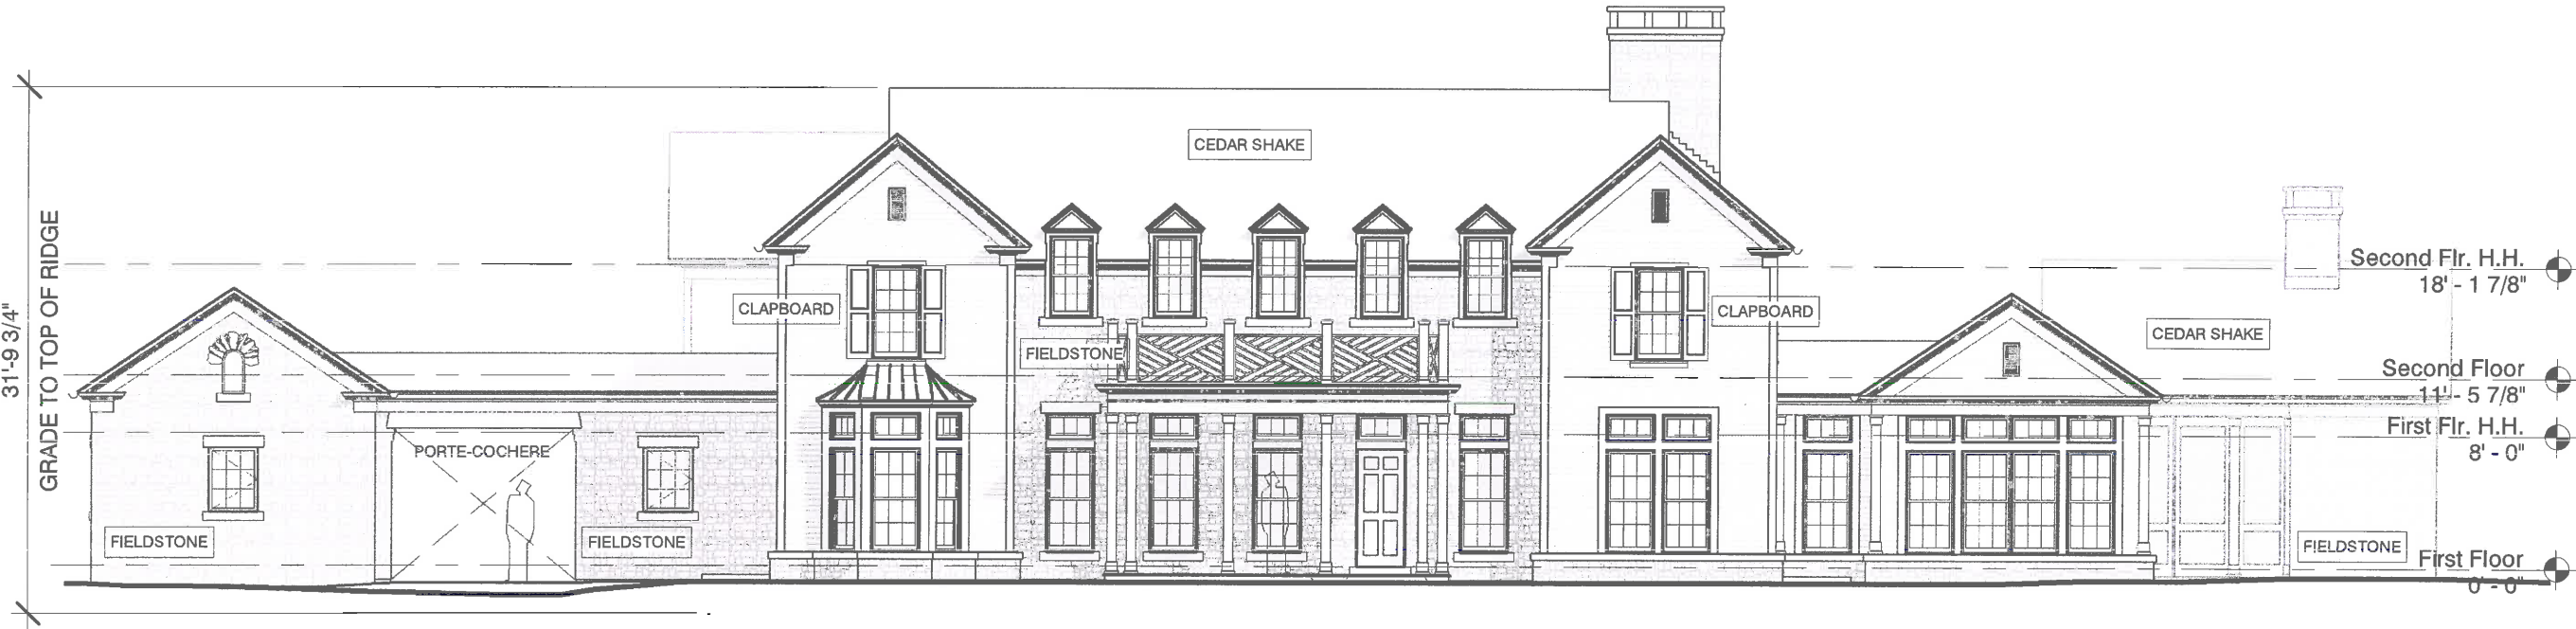 31'-9 3/4"
GRADE TO TOP OF RIDGE
CEDAR SHAKE
CLAPBOARD
CLAPBOARD
FIELDSTONE
CEDAR SHAKE
PORTE-COCHERE
FIELDSTONE
FIELDSTONE
FIELDSTONE
Second Flr. H.H.
18' - 1 7/8"
Second Floor
11' - 5 7/8"
First Flr. H.H.
8' - 0"
First Floor
0' - 0"